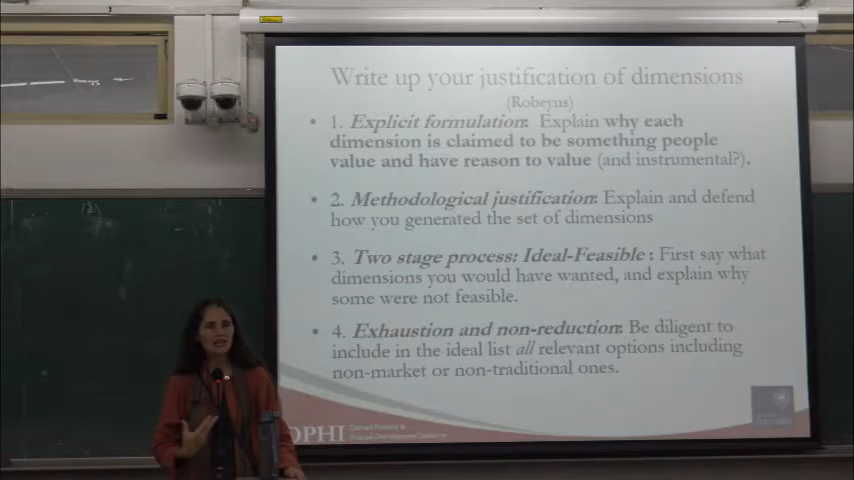 Write up your justification of dimensions
(Robeyns)
• 1. Explicit formulation: Explain why each
dimension is claimed to be something people
value and have reason to value (and instrumental?).
• 2. Methodological justification: Explain and defend
how you generated the set of dimensions
• 3. Two stage process: Ideal-Feasible : First say what
dimensions you would have wanted, and explain why
some were not feasible.
• 4. Exhaustion and non-reduction: Be diligent to
include in the ideal list all relevant options including
non-market or non-traditional ones.
OPHI